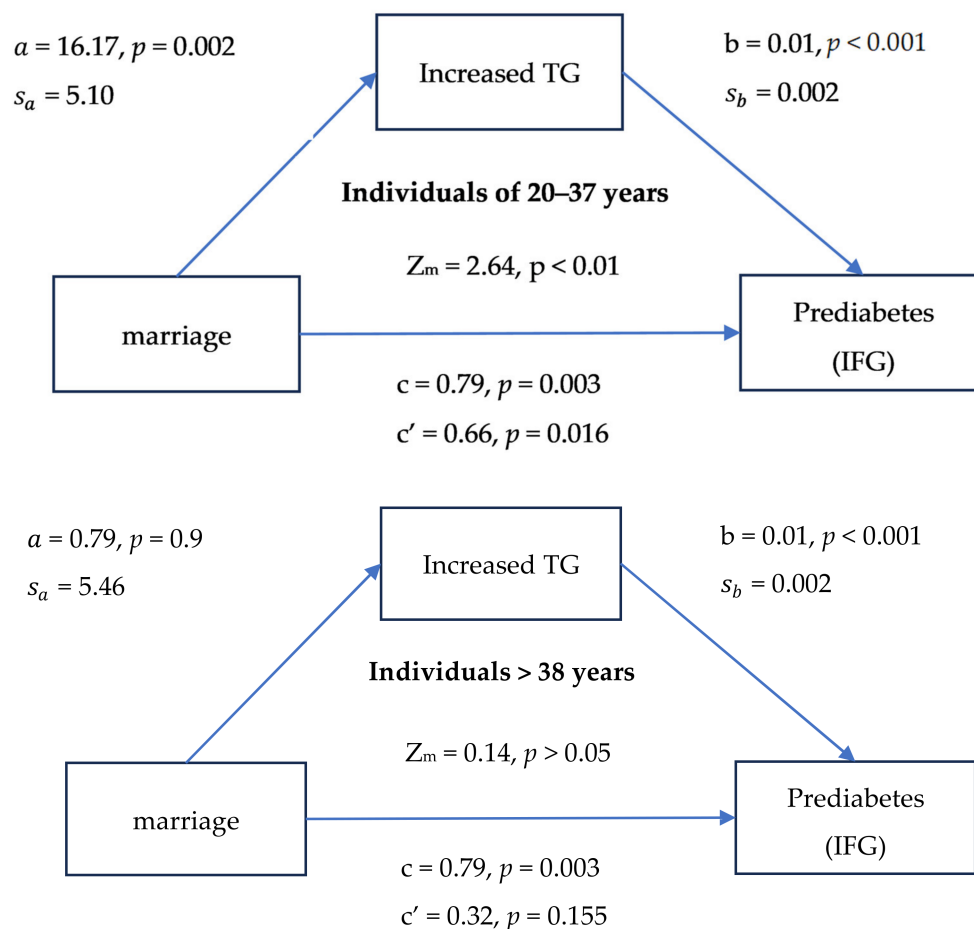 a = 16.17, p = 0.002
sₐ = 5.10
Increased TG
b = 0.01, p < 0.001
s_b = 0.002
Individuals of 20–37 years
Zₘ = 2.64, p < 0.01
marriage
Prediabetes
(IFG)
c = 0.79, p = 0.003
c′ = 0.66, p = 0.016
a = 0.79, p = 0.9
sₐ = 5.46
Increased TG
b = 0.01, p < 0.001
s_b = 0.002
Individuals > 38 years
Zₘ = 0.14, p > 0.05
marriage
Prediabetes
(IFG)
c = 0.79, p = 0.003
c′ = 0.32, p = 0.155